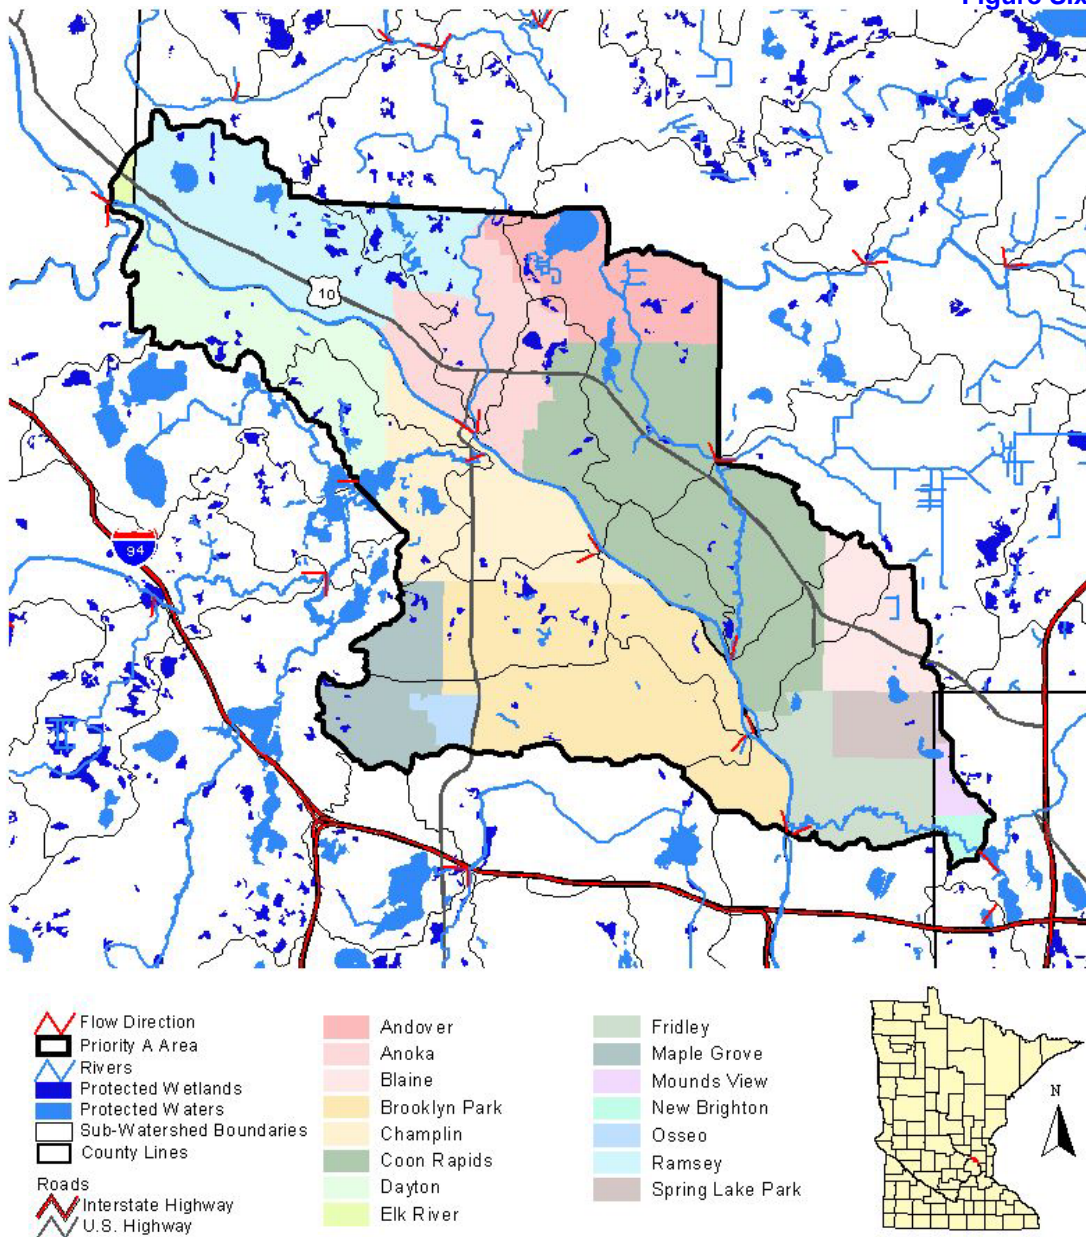 Figure Six
10
94
Flow Direction
Priority A Area
Rivers
Protected Wetlands
Protected Waters
Sub-Watershed Boundaries
County Lines
Roads
Interstate Highway
U.S. Highway
Andover
Anoka
Blaine
Brooklyn Park
Champlin
Coon Rapids
Dayton
Elk River
Fridley
Maple Grove
Mounds View
New Brighton
Osseo
Ramsey
Spring Lake Park
N